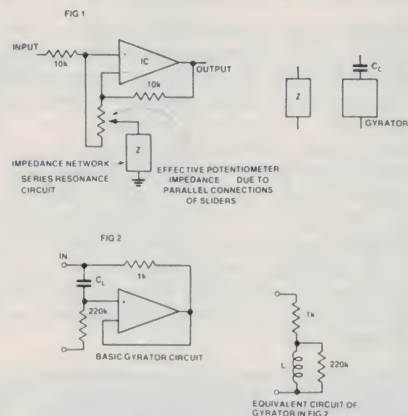 FIG 1
INPUT
10k
+
−
IC
OUTPUT
10k
IMPEDANCE NETWORK
SERIES RESONANCE
CIRCUIT
Z
EFFECTIVE POTENTIOMETER
IMPEDANCE DUE TO
PARALLEL CONNECTIONS
OF SLIDERS
Z
CC
GYRATOR
FIG 2
IN
1k
CL
+
−
220k
BASIC GYRATOR CIRCUIT
1k
L
220k
EQUIVALENT CIRCUIT OF
GYRATOR IN FIG 2